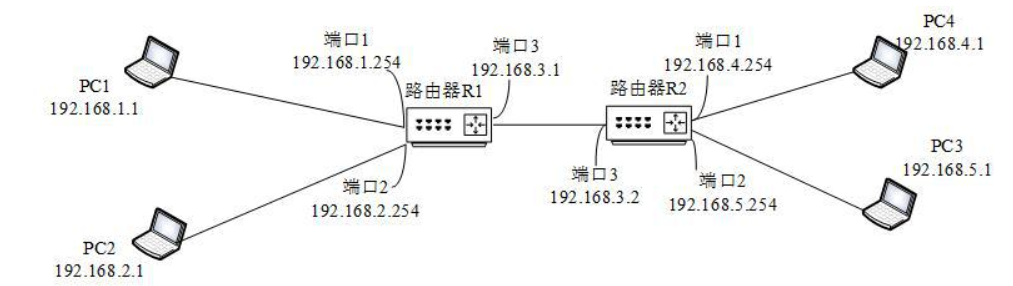 PC1
192.168.1.1
端口1
192.168.1.254
端口3
192.168.3.1
路由器R1
端口2
192.168.2.254
PC2
192.168.2.1
端口1
192.168.4.254
路由器R2
端口3
192.168.3.2
端口2
192.168.5.254
PC4
192.168.4.1
PC3
192.168.5.1